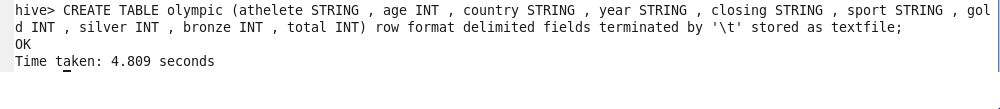 hive> CREATE TABLE olympic (athelete STRING , age INT , country STRING , year STRING , closing STRING , sport STRING , gol
d INT , silver INT , bronze INT , total INT) row format delimited fields terminated by '\t' stored as textfile;
OK
Time taken: 4.809 seconds